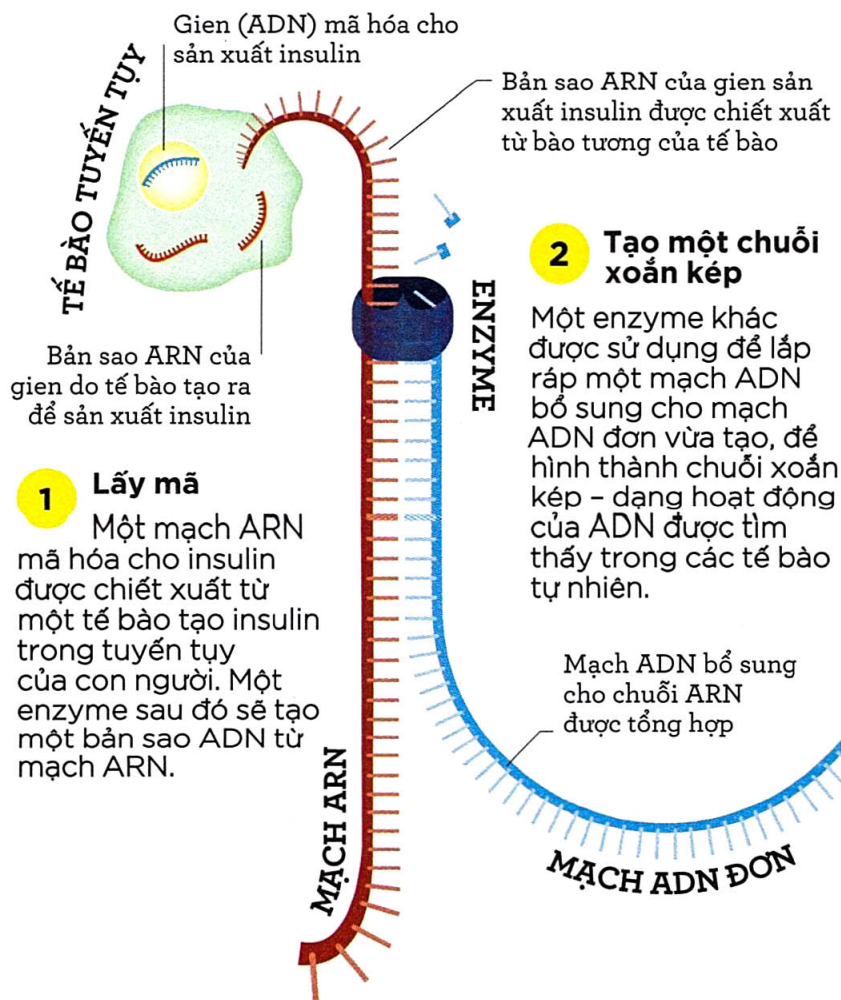 Gien (ADN) mã hóa cho
sản xuất insulin
TẾ BÀO TUYẾN TỤY
Bản sao ARN của gien sản
xuất insulin được chiết xuất
từ bào tương của tế bào
Bản sao ARN của
gien do tế bào tạo ra
để sản xuất insulin
1 Lấy mã
Một mạch ARN
mã hóa cho insulin
được chiết xuất từ
một tế bào tạo insulin
trong tuyến tụy
của con người. Một
enzyme sau đó sẽ tạo
một bản sao ADN từ
mạch ARN.
MẠCH ARN
ENZYME
2 Tạo một chuỗi
xoắn kép
Một enzyme khác
được sử dụng để lắp
ráp một mạch ADN
bổ sung cho mạch
ADN đơn vừa tạo, để
hình thành chuỗi xoắn
kép – dạng hoạt động
của ADN được tìm
thấy trong các tế bào
tự nhiên.
Mạch ADN bổ sung
cho chuỗi ARN
được tổng hợp
MẠCH ADN ĐƠN